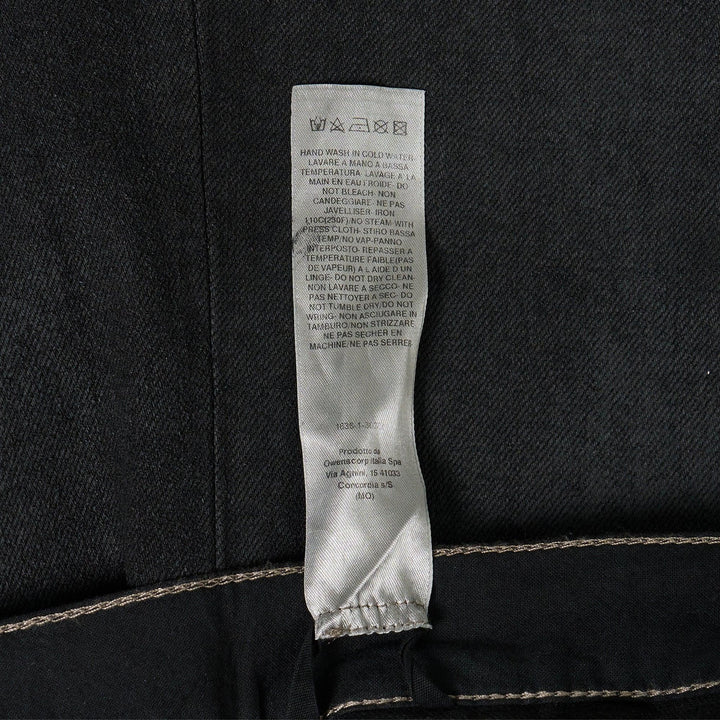 HAND WASH IN COLD WATER-
LAVARE A MANO A BASSA
TEMPERATURA- LAVAGE A LA
MAIN EN EAU FROIDE- DO
NOT BLEACH- NON
CANDEGGIARE- NE PAS
JAVELLISER- IRON
110C(230F)/NO STEAM-WITH
PRESS CLOTH- STIRO BASSA
TEMP/NO VAP-PANNO
INTERPOSTO- REPASSER A
TEMPERATURE FAIBLE(PAS
DE VAPEUR) A L AIDE D UN
LINGE- DO NOT DRY CLEAN-
NON LAVARE A SECCO- NE
PAS NETTOYER A SEC- DO
NOT TUMBLE DRY/DO NOT
WRING- NON ASCIUGARE IN
TAMBURO/NON STRIZZARE
NE PAS SECHER EN
MACHINE/NE PAS SERRER
Prodotto da
Owenscorp Italia Spa
Via Agnini, 15 41033
Concordia s/S
(MO)